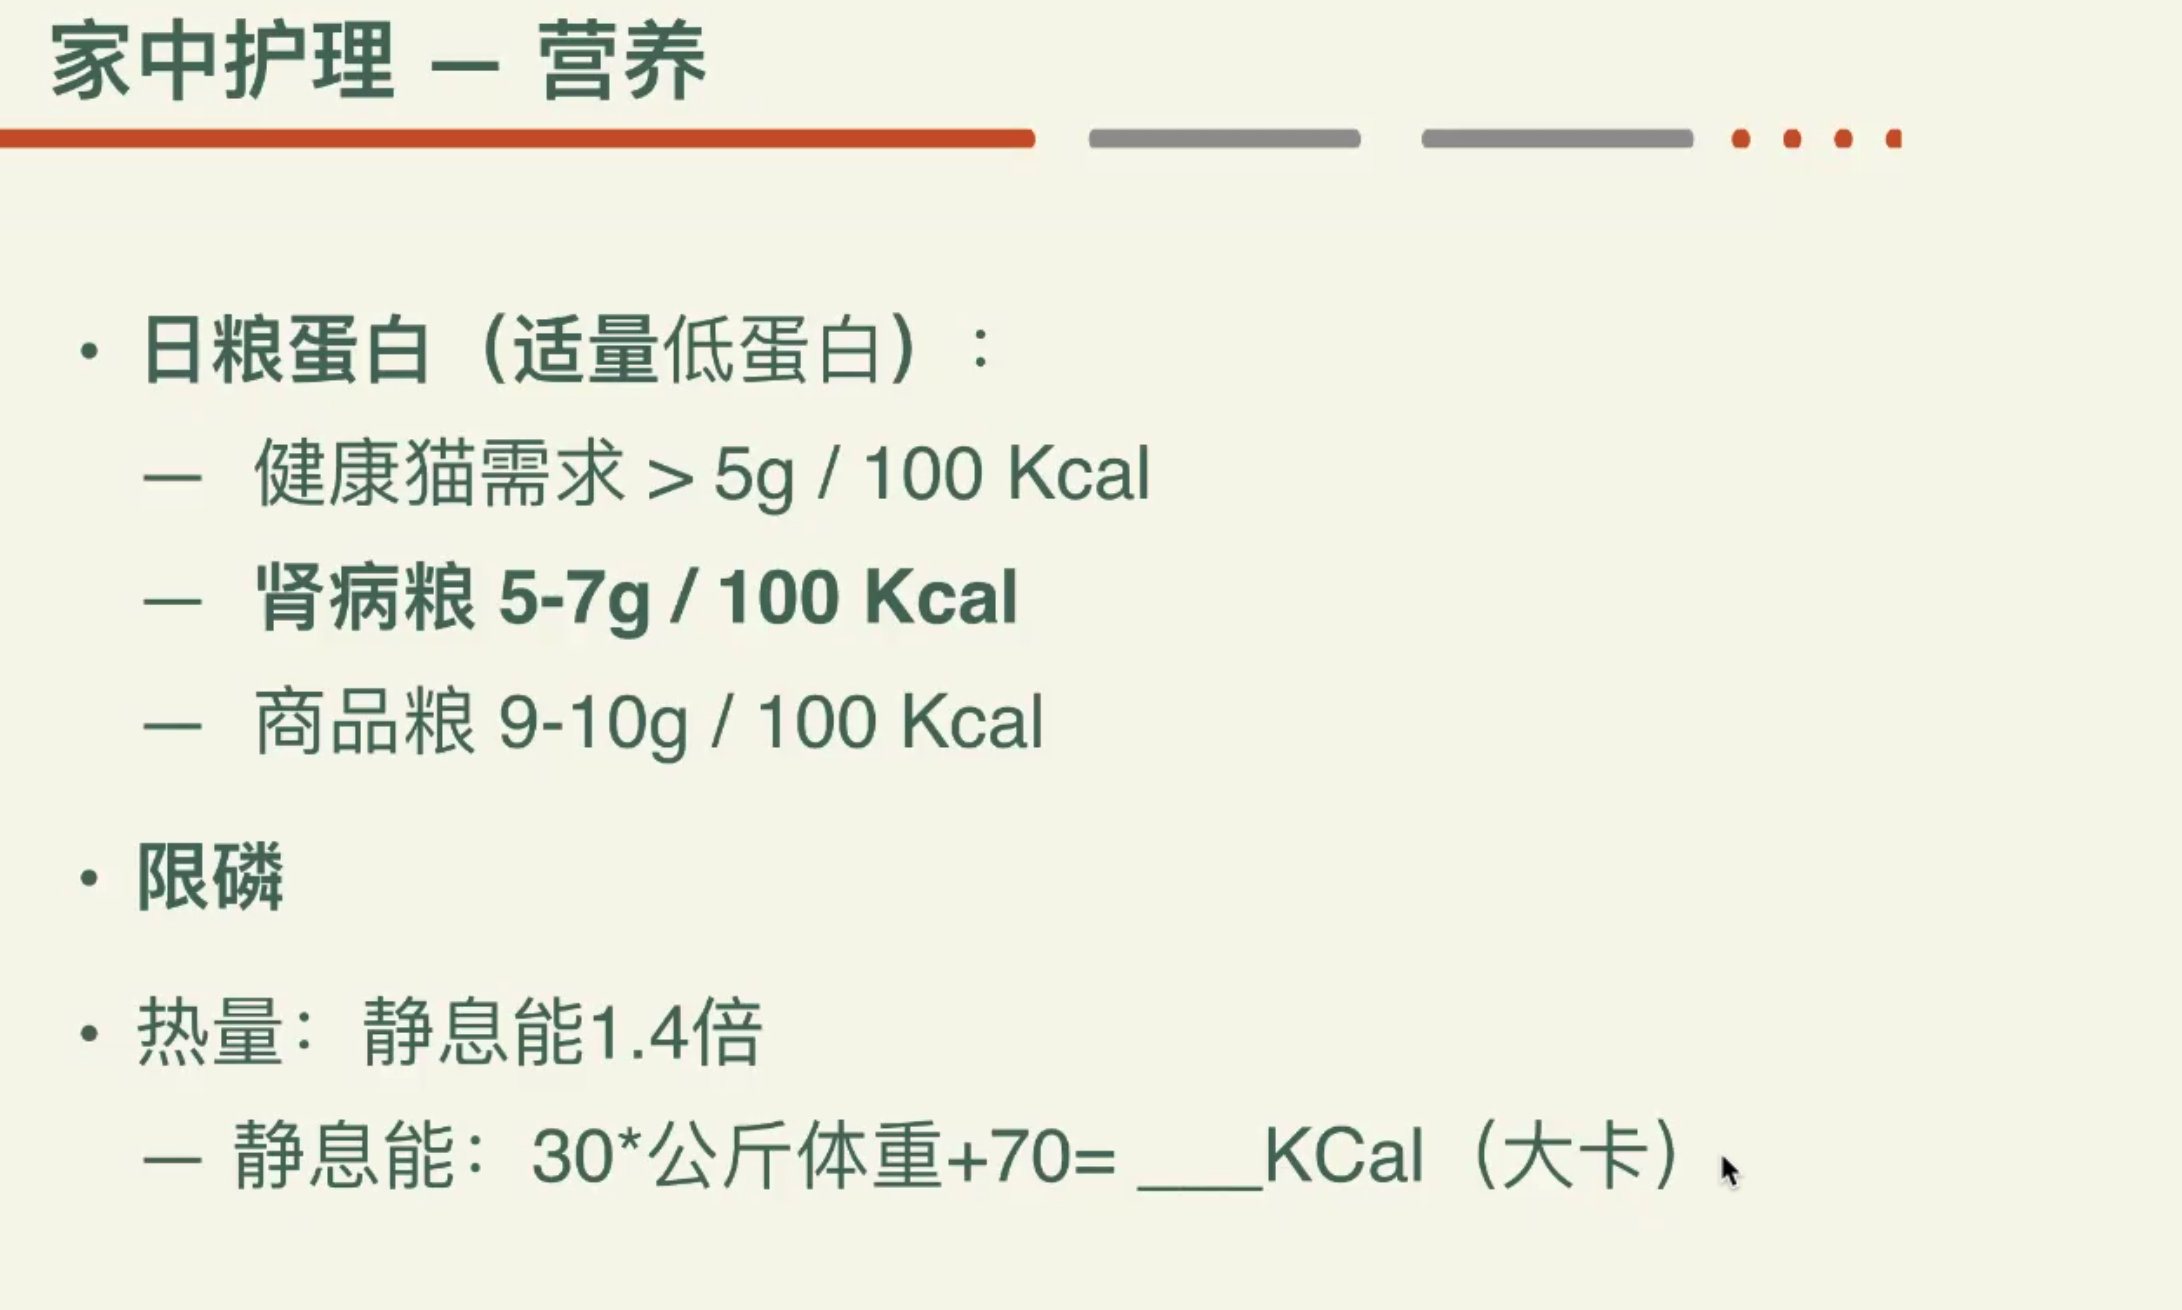 家中护理 — 营养
• 日粮蛋白（适量低蛋白）:
— 健康猫需求 > 5g / 100 Kcal
— 肾病粮 5-7g / 100 Kcal
— 商品粮 9-10g / 100 Kcal
• 限磷
• 热量：静息能1.4倍
— 静息能：30*公斤体重+70= ___KCal（大卡）